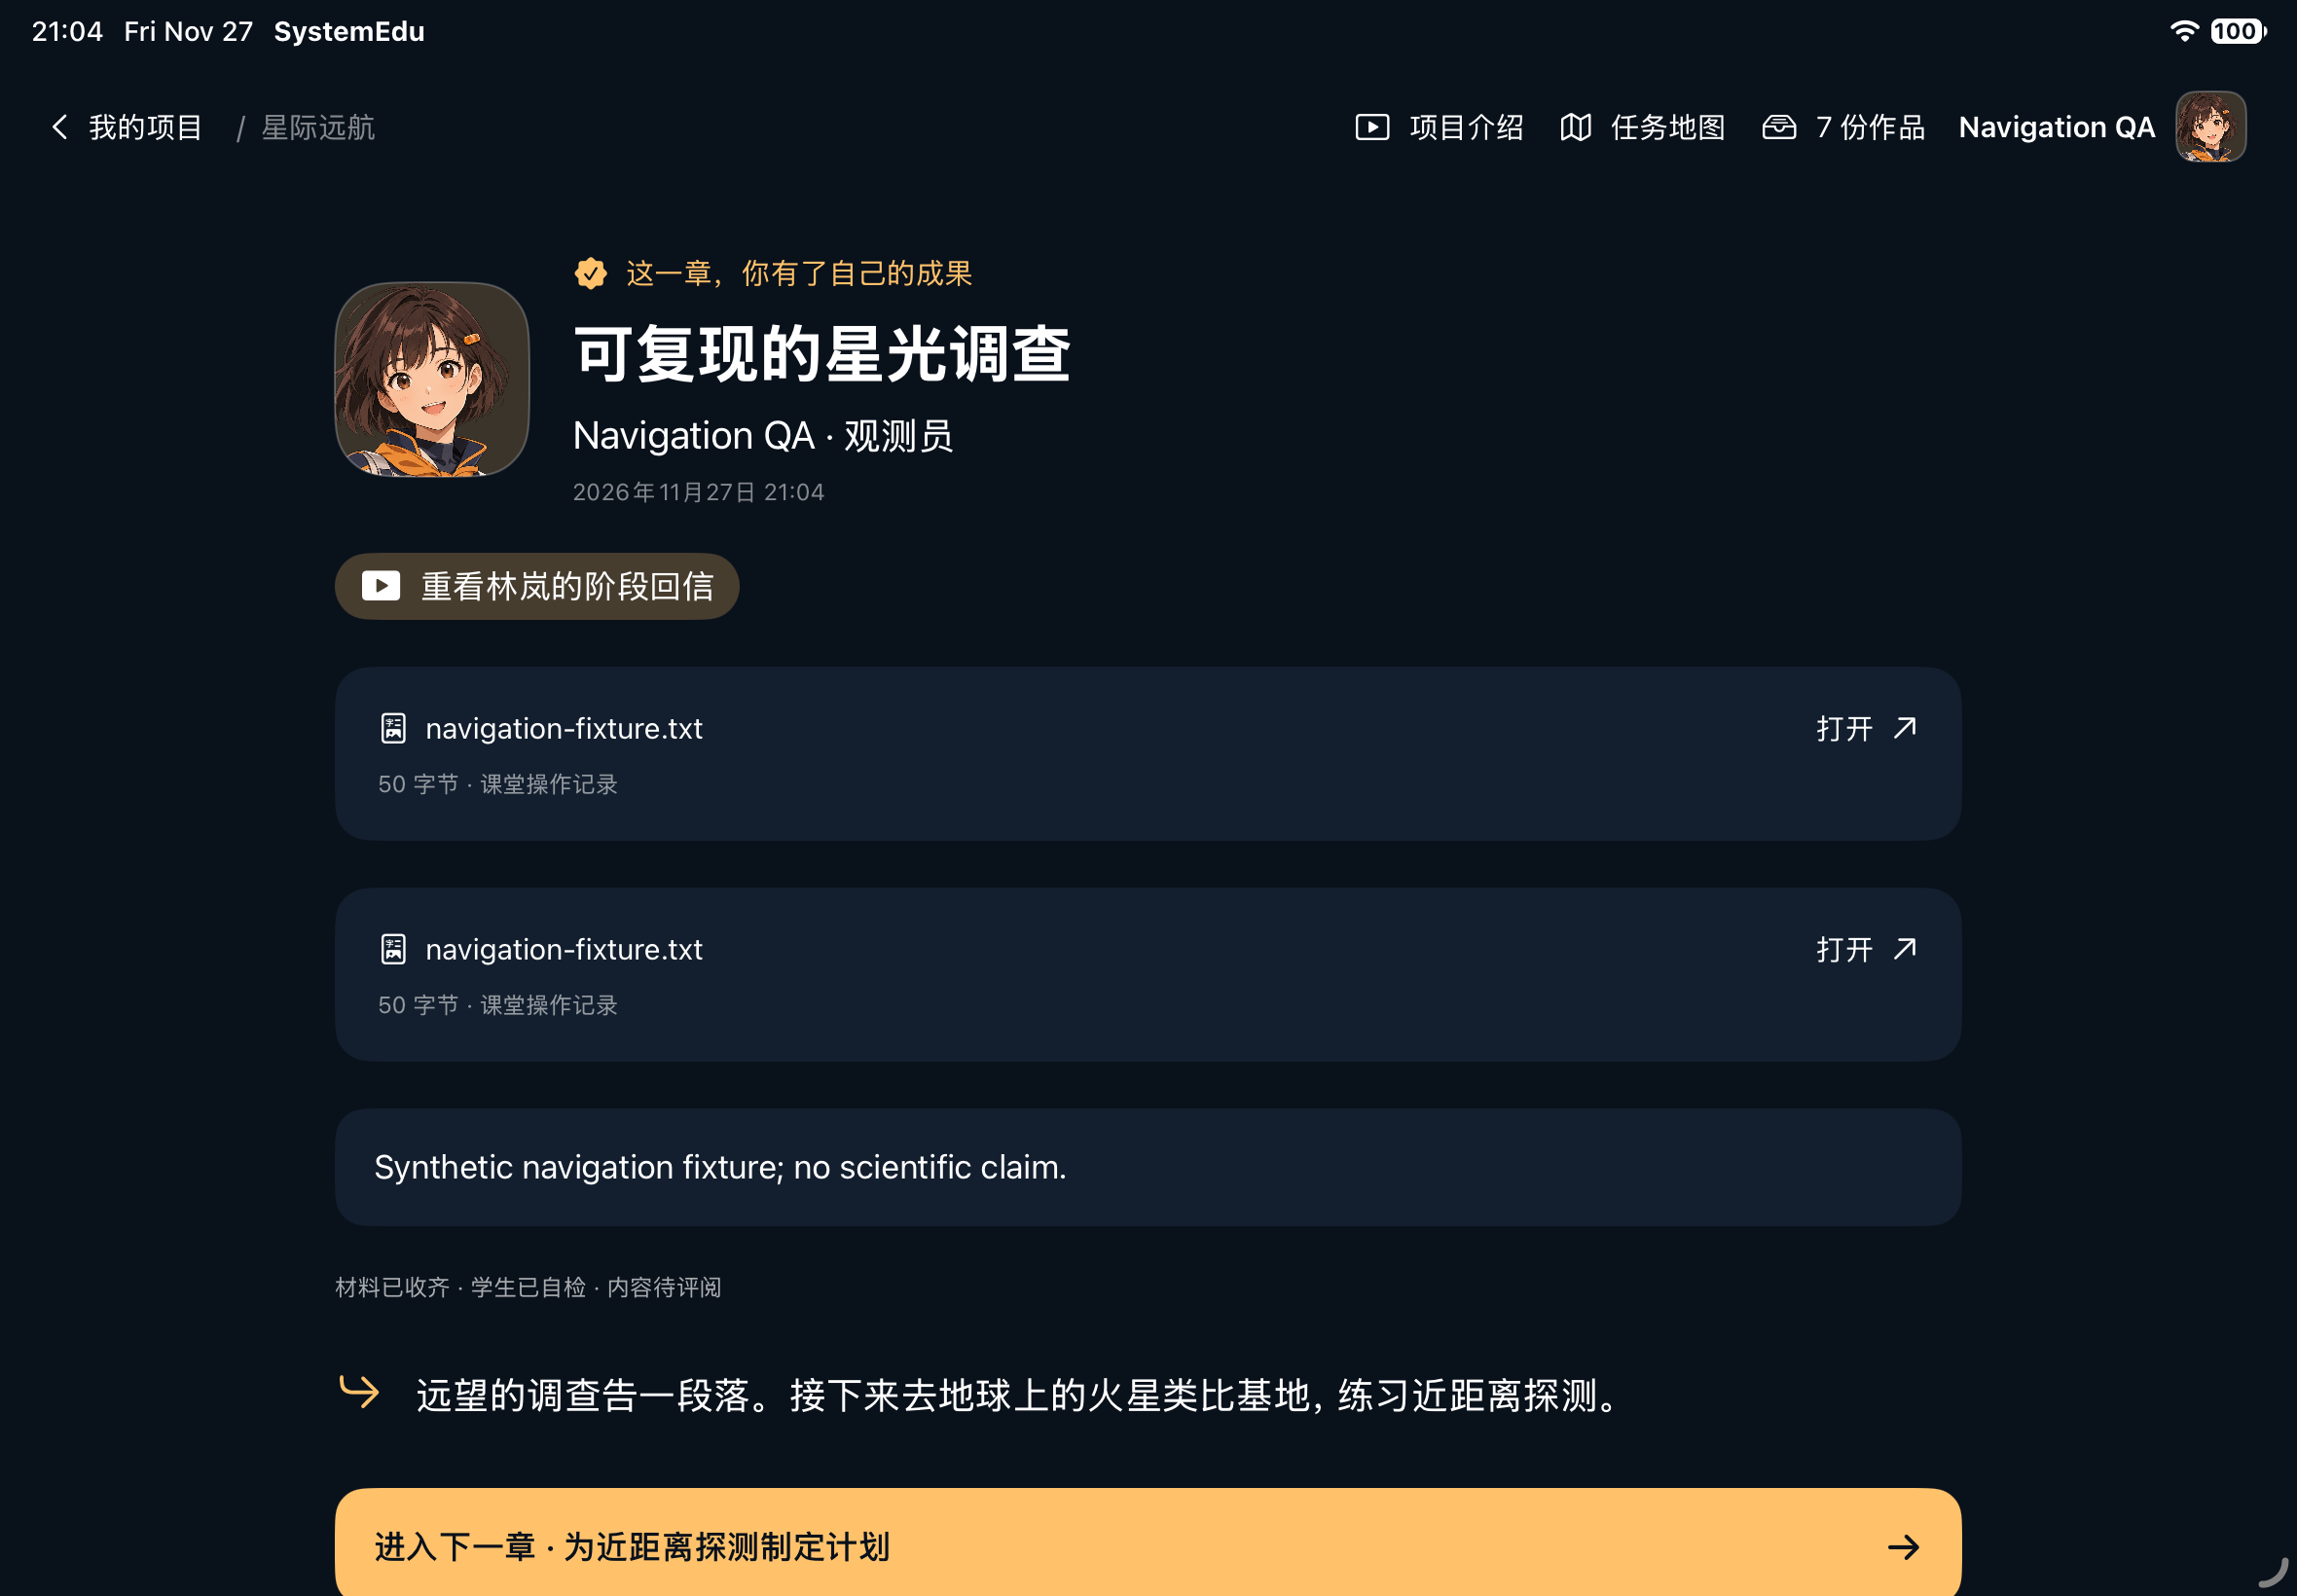 21:04 Fri Nov 27 SystemEdu 100
我的项目 / 星际远航 项目介绍 任务地图 7 份作品 Navigation QA
这一章，你有了自己的成果
可复现的星光调查
Navigation QA · 观测员
2026年11月27日 21:04
重看林岚的阶段回信
navigation-fixture.txt 打开
50 字节 · 课堂操作记录
navigation-fixture.txt 打开
50 字节 · 课堂操作记录
Synthetic navigation fixture; no scientific claim.
材料已收齐 · 学生已自检 · 内容待评阅
远望的调查告一段落。接下来去地球上的火星类比基地，练习近距离探测。
进入下一章 · 为近距离探测制定计划